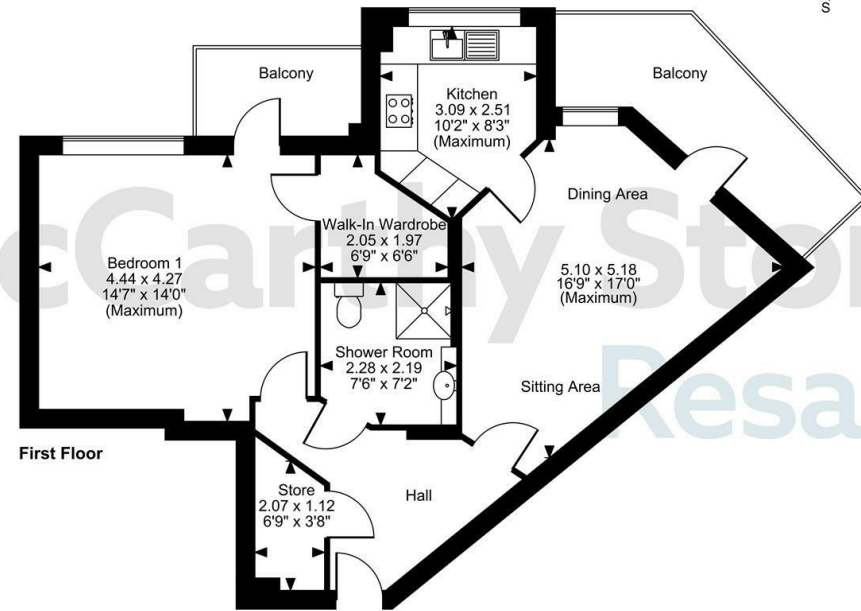 S
Balcony
Balcony
Kitchen
3.09 x 2.51
10'2" x 8'3"
(Maximum)
Dining Area
Walk-In Wardrobe
2.05 x 1.97
6'9" x 6'6"
Bedroom 1
4.44 x 4.27
14'7" x 14'0"
(Maximum)
5.10 x 5.18
16'9" x 17'0"
(Maximum)
cCarthy Ston
Shower Room
2.28 x 2.19
7'6" x 7'2"
Sitting Area
Resa
First Floor
Store
2.07 x 1.12
6'9" x 3'8"
Hall